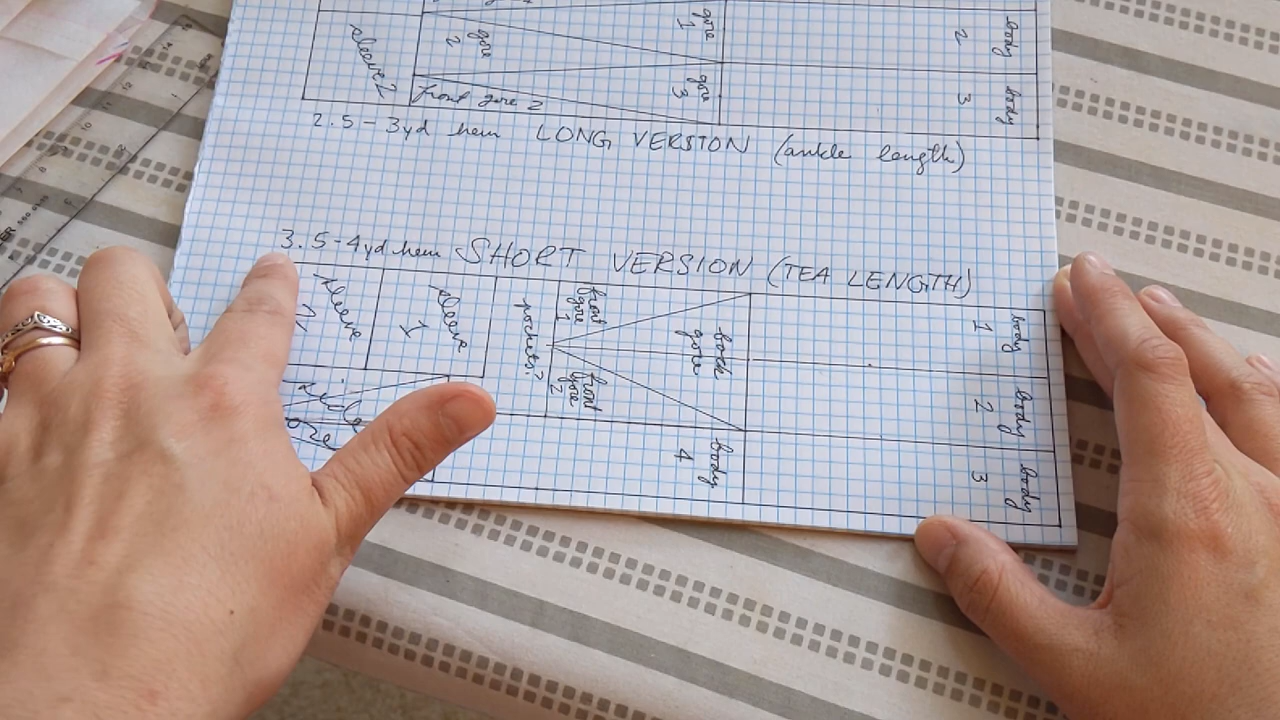 gore 1
body 2
gore 2
sleeve 2
gore 3
body 3
front gore 2
2.5-3yd hem LONG VERSION (ankle length)
3.5-4yd hem SHORT VERSION (TEA LENGTH)
sleeve 2
sleeve 1
pockets?
front gore 1
back gore
body 1
front gore 2
body 2
side gore
body 4
body 3